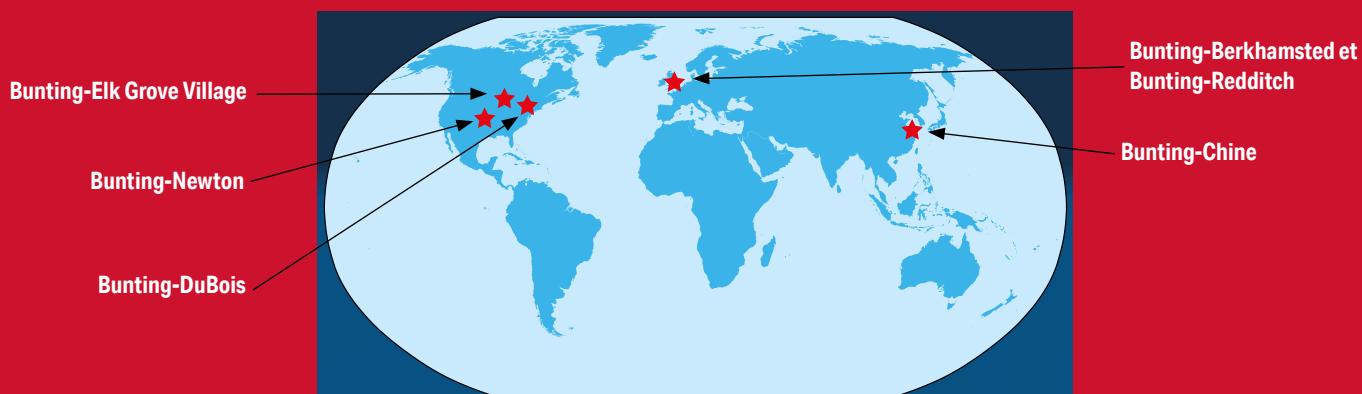 Bunting-Elk Grove Village
Bunting-Newton
Bunting-DuBois
Bunting-Berkhamsted et
Bunting-Redditch
Bunting-Chine